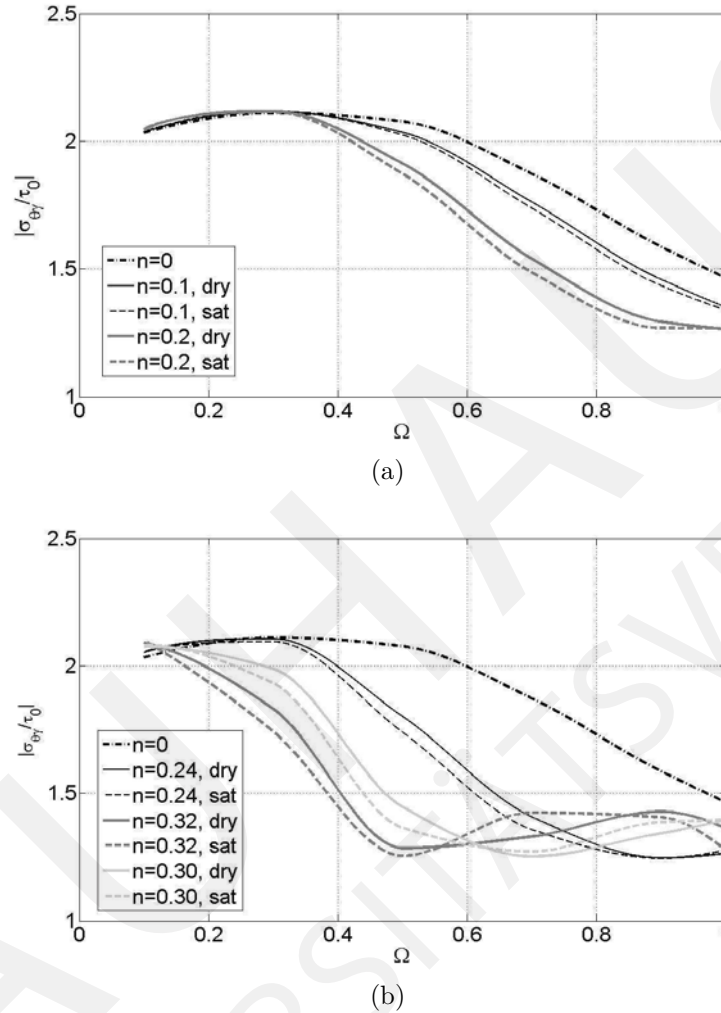 2.5
2
1.5
1
|σθγ/τ0|
n=0
n=0.1, dry
n=0.1, sat
n=0.2, dry
n=0.2, sat
0 0.2 0.4 0.6 0.8
Ω
(a)
2.5
2
1.5
1
|σθγ/τ0|
n=0
n=0.24, dry
n=0.24, sat
n=0.32, dry
n=0.32, sat
n=0.30, dry
n=0.30, sat
0 0.2 0.4 0.6 0.8
Ω
(b)